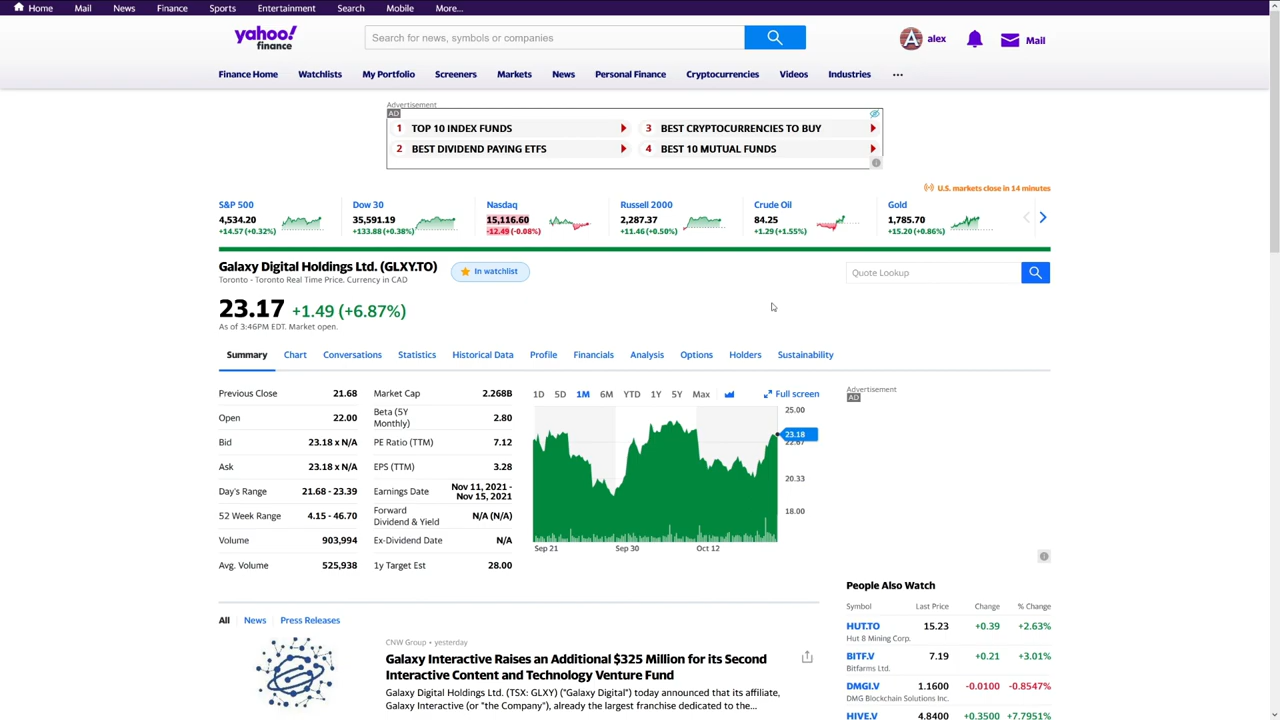 Home Mail News Finance Sports Entertainment Search Mobile More...
yahoo!
finance
Search for news, symbols or companies
A alex Mail
Finance Home Watchlists My Portfolio Screeners Markets News Personal Finance Cryptocurrencies Videos Industries ...
Advertisement
AD
1 TOP 10 INDEX FUNDS 3 BEST CRYPTOCURRENCIES TO BUY
2 BEST DIVIDEND PAYING ETFS 4 BEST 10 MUTUAL FUNDS
U.S. markets close in 14 minutes
S&P 500 Dow 30 Nasdaq Russell 2000 Crude Oil Gold
4,534.20 35,591.19 15,116.60 2,287.37 84.25 1,785.70
+14.57 (+0.32%) +133.88 (+0.38%) -12.49 (-0.08%) +11.46 (+0.50%) +1.29 (+1.55%) +15.20 (+0.86%)
Galaxy Digital Holdings Ltd. (GLXY.TO) In watchlist Quote Lookup
Toronto - Toronto Real Time Price. Currency in CAD
23.17 +1.49 (+6.87%)
As of 3:46PM EDT. Market open.
Summary Chart Conversations Statistics Historical Data Profile Financials Analysis Options Holders Sustainability
Previous Close 21.68
Open 22.00
Bid 23.18 x N/A
Ask 23.18 x N/A
Day's Range 21.68 - 23.39
52 Week Range 4.15 - 46.70
Volume 903,994
Avg. Volume 525,938
Market Cap 2.268B
Beta (5Y
Monthly) 2.80
PE Ratio (TTM) 7.12
EPS (TTM) 3.28
Earnings Date Nov 11, 2021 -
Nov 15, 2021
Forward
Dividend & Yield N/A (N/A)
Ex-Dividend Date N/A
1y Target Est 28.00
1D 5D 1M 6M YTD 1Y 5Y Max Full screen
25.00
23.18
20.33
18.00
Sep 21 Sep 30 Oct 12
Advertisement
AD
People Also Watch
Symbol Last Price Change % Change
HUT.TO 15.23 +0.39 +2.63%
Hut 8 Mining Corp.
BITF.V 7.19 +0.21 +3.01%
Bitfarms Ltd.
DMGI.V 1.1600 -0.0100 -0.8547%
DMG Blockchain Solutions Inc.
HIVE.V 4.8400 +0.3500 +7.7951%
All News Press Releases
CNW Group • yesterday
Galaxy Interactive Raises an Additional $325 Million for its Second
Interactive Content and Technology Venture Fund
Galaxy Digital Holdings Ltd. (TSX: GLXY) ("Galaxy Digital") today announced that its affiliate,
Galaxy Interactive (or "the Company"), already the largest franchise dedicated to the...